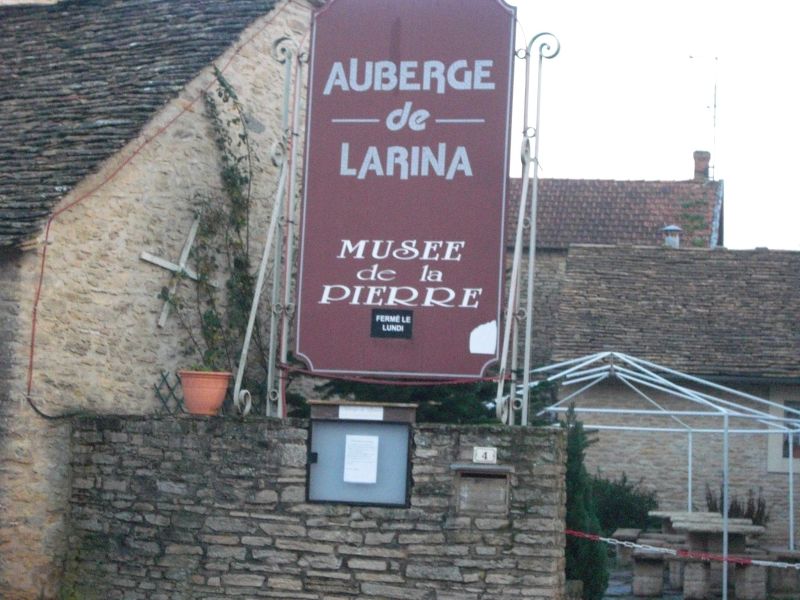 AUBERGE
de
LARINA
MUSEE
de la
PIERRE
FERMÉ LE
LUNDI
4